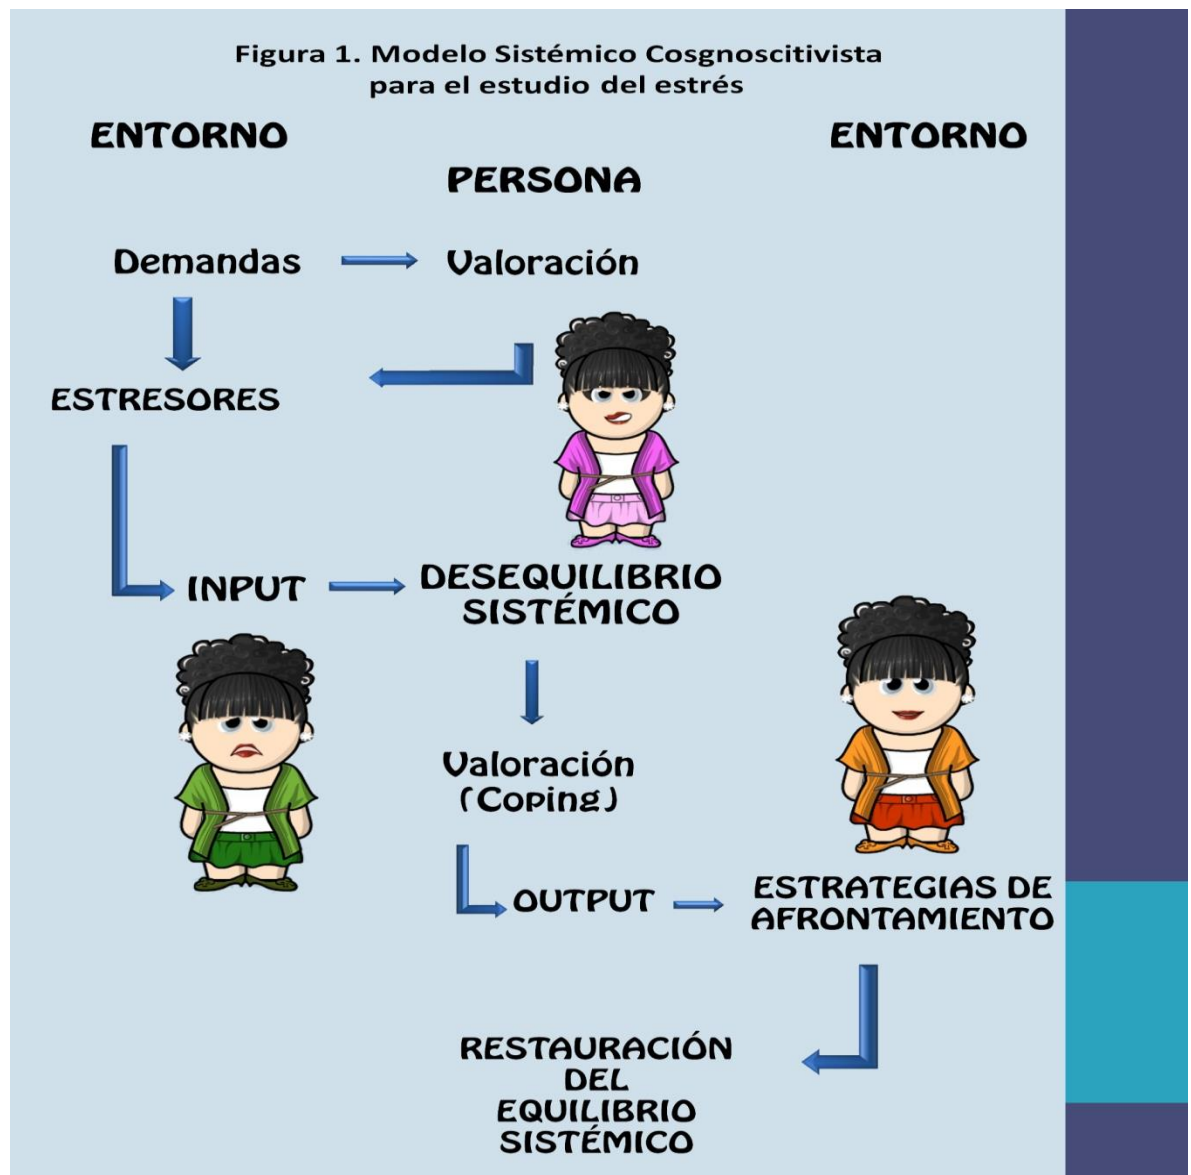 Figura 1. Modelo Sistémico Cosgnoscitivista
para el estudio del estrés
ENTORNO
ENTORNO
PERSONA
Demandas
Valoración
ESTRESORES
INPUT
DESEQUILIBRIO
SISTÉMICO
Valoración
(Coping)
OUTPUT
ESTRATEGIAS DE
AFRONTAMIENTO
RESTAURACIÓN
DEL
EQUILIBRIO
SISTÉMICO